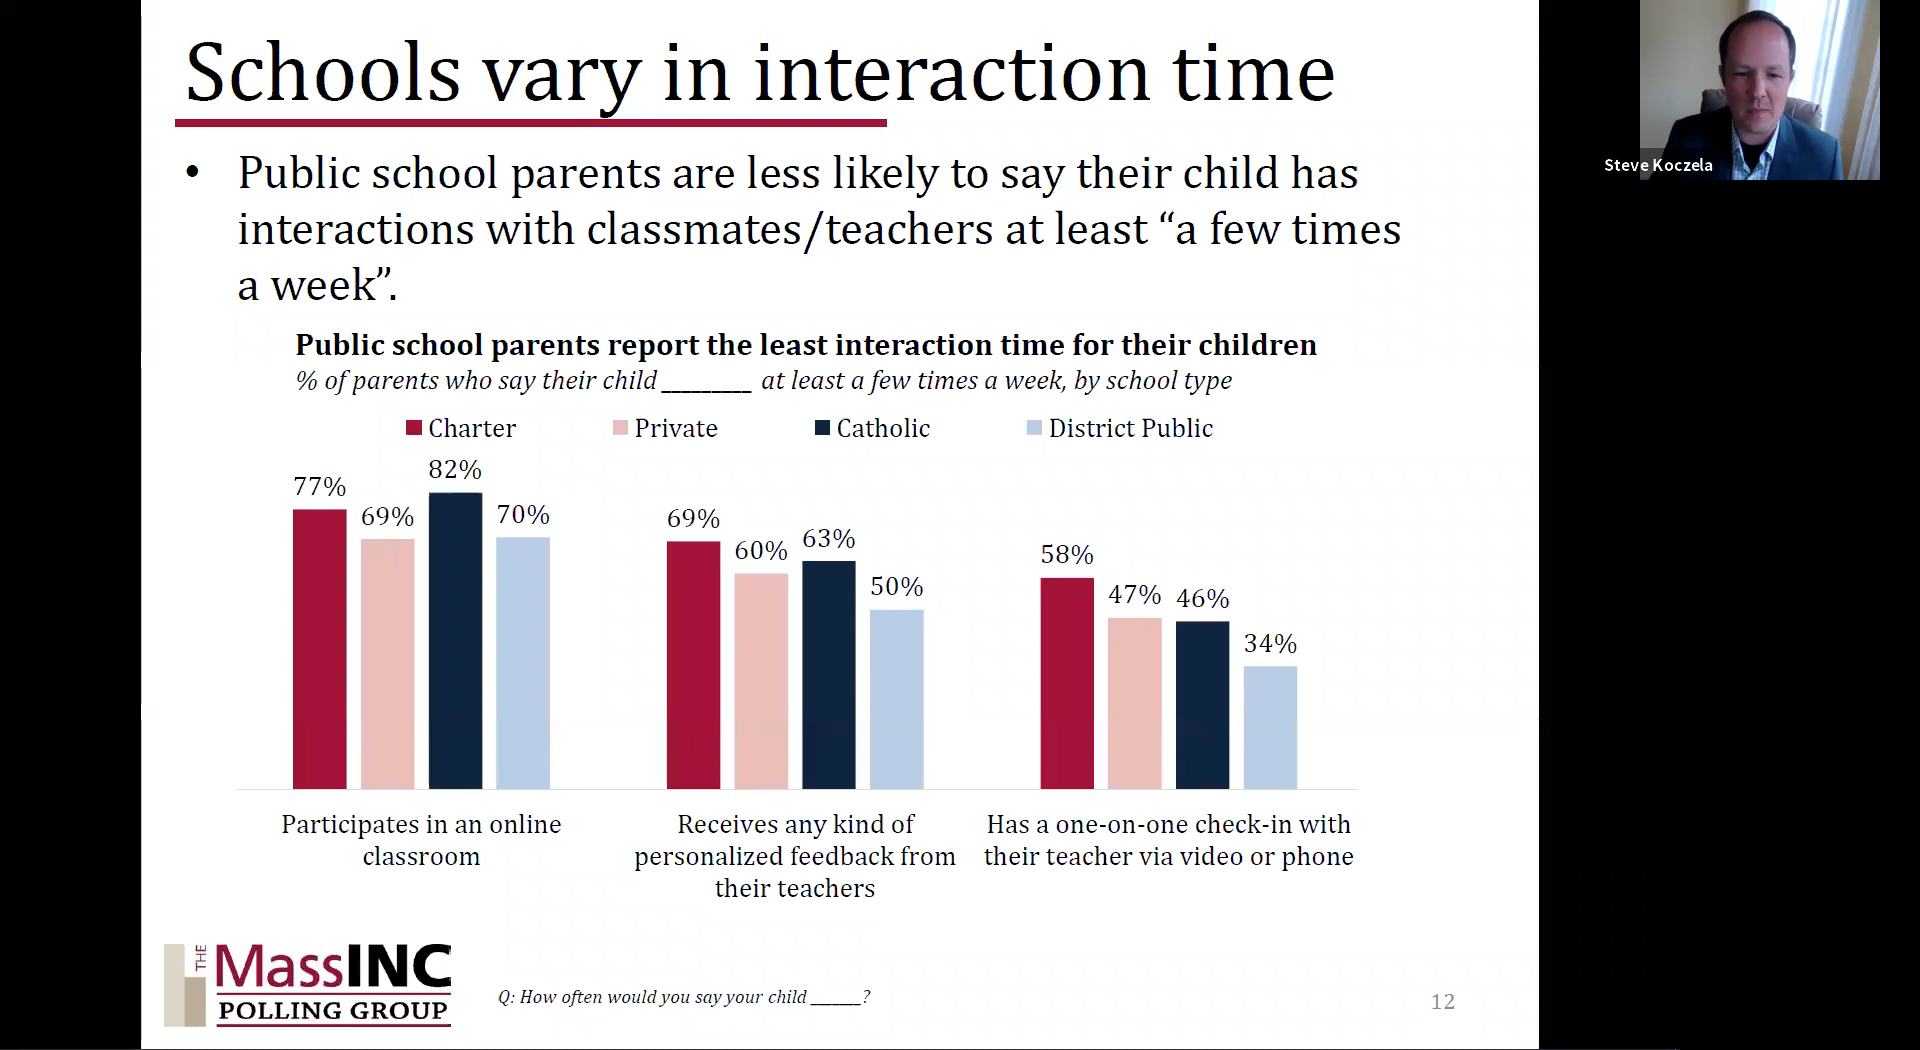 Schools vary in interaction time
Steve Koczela
• Public school parents are less likely to say their child has
interactions with classmates/teachers at least “a few times
a week”.
Public school parents report the least interaction time for their children
% of parents who say their child _________ at least a few times a week, by school type
Charter Private Catholic District Public
77% 69% 82% 70%
69% 60% 63% 50%
58% 47% 46% 34%
Participates in an online
classroom
Receives any kind of
personalized feedback from
their teachers
Has a one-on-one check-in with
their teacher via video or phone
THE
MassINC
POLLING GROUP
Q: How often would you say your child ______?
12